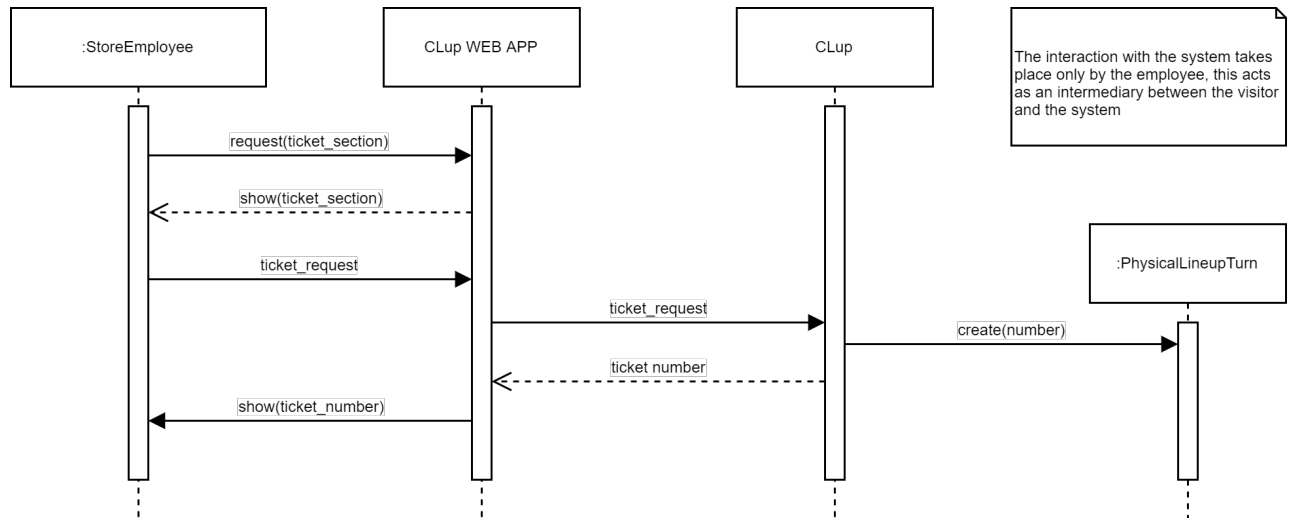 :StoreEmployee
CLup WEB APP
CLup
The interaction with the system takes
place only by the employee, this acts
as an intermediary between the visitor
and the system
request(ticket_section)
show(ticket_section)
:PhysicalLineupTurn
ticket_request
ticket_request
create(number)
ticket number
show(ticket_number)